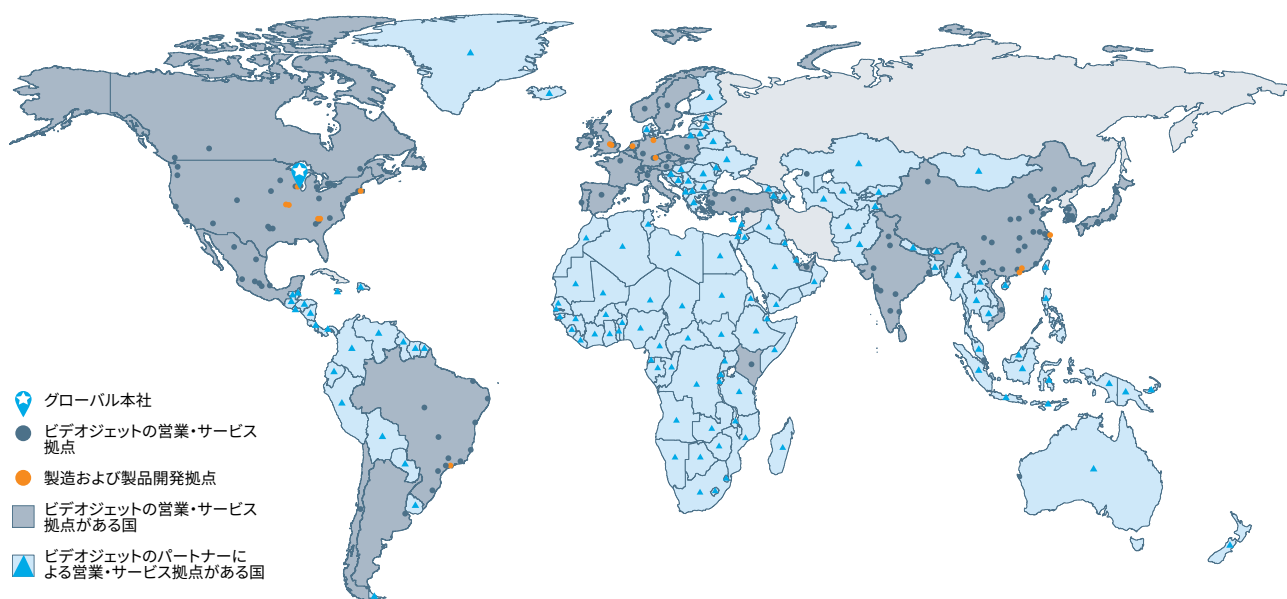 グローバル本社
ビデオジェットの営業・サービス
拠点
製造および製品開発拠点
ビデオジェットの営業・サービス
拠点がある国
ビデオジェットのパートナーに
よる営業・サービス拠点がある国